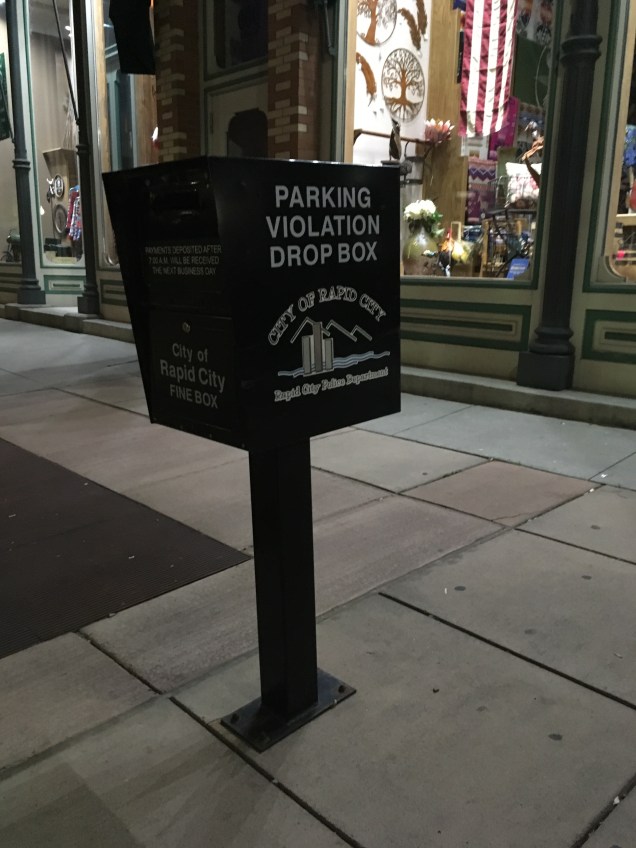 PAYMENTS DEPOSITED AFTER
7:00 A.M. WILL BE RECEIVED
THE NEXT BUSINESS DAY
City of
Rapid City
FINE BOX
PARKING
VIOLATION
DROP BOX
CITY OF RAPID CITY
Rapid City Police Department